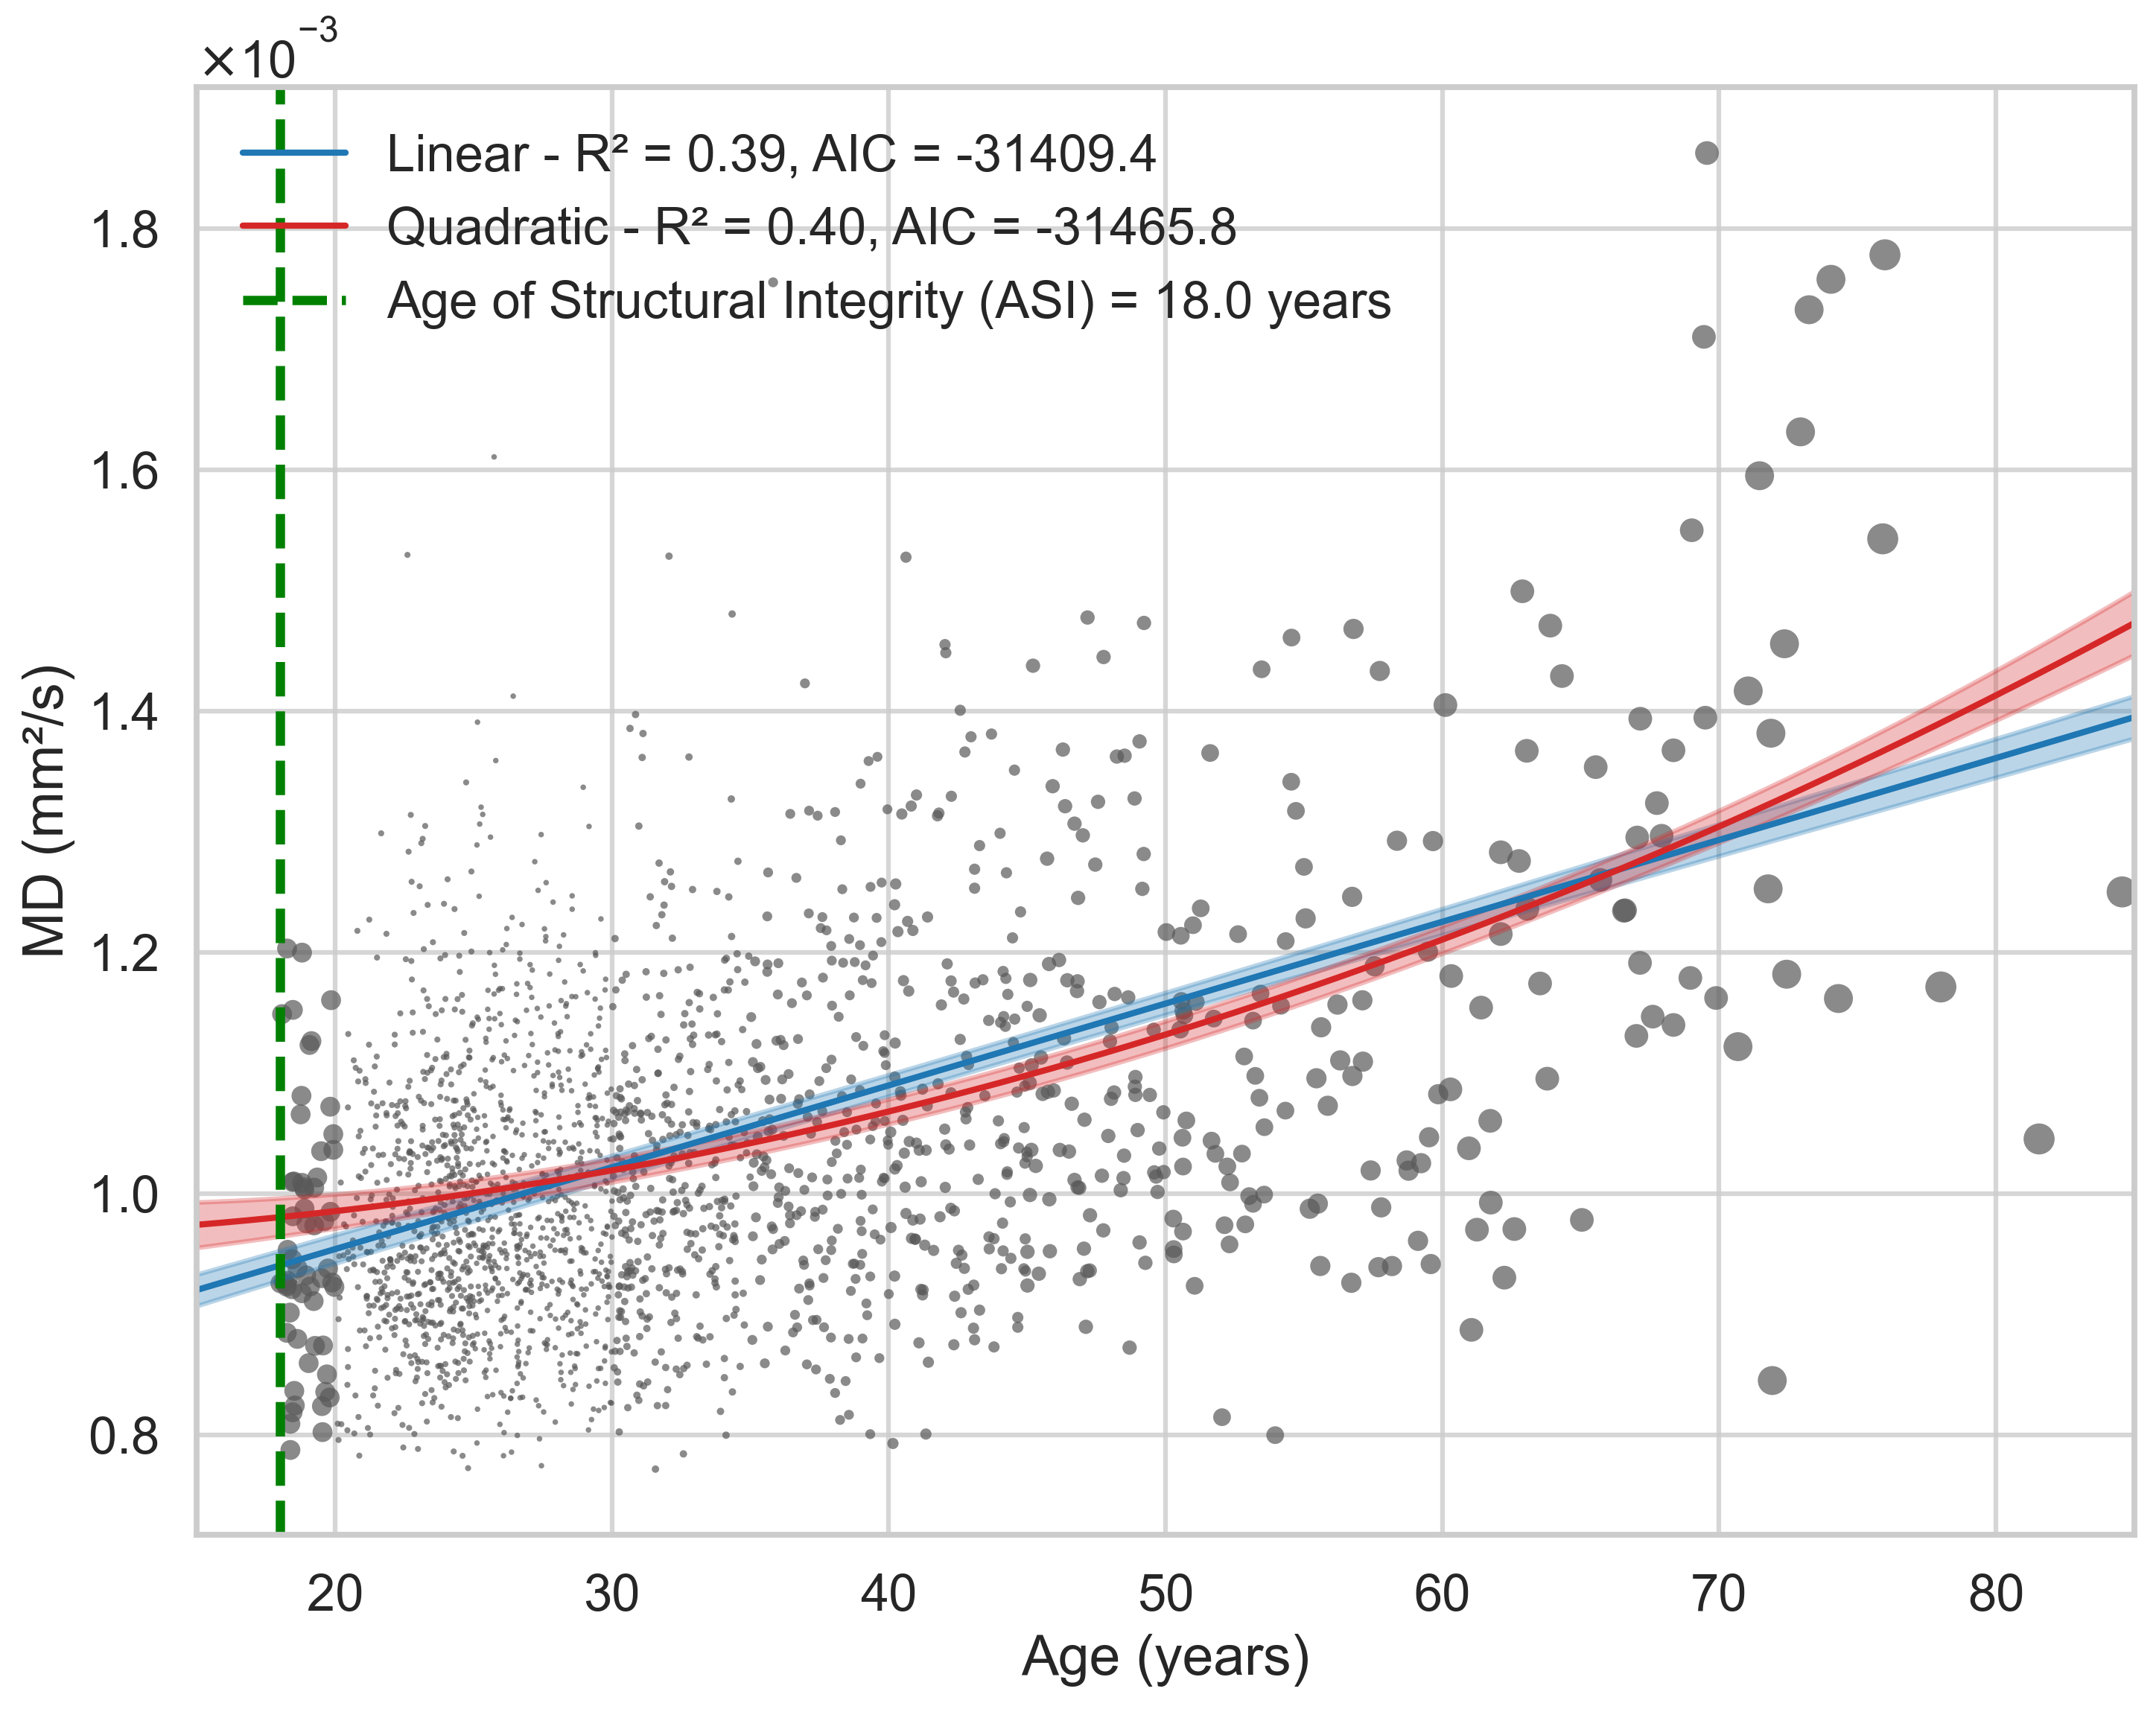 ×10⁻³
Linear - R² = 0.39, AIC = -31409.4
Quadratic - R² = 0.40, AIC = -31465.8
Age of Structural Integrity (ASI) = 18.0 years
1.8
1.6
1.4
1.2
1.0
0.8
MD (mm²/s)
20 30 40 50 60 70 80
Age (years)